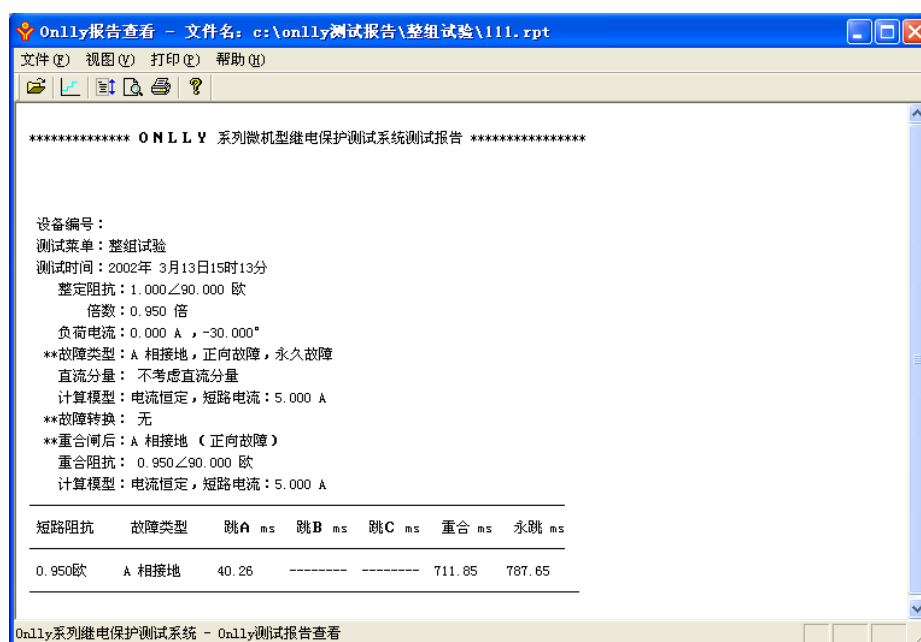 Onlly报告查看 - 文件名: c:\onlly测试报告\整组试验\111.rpt
文件(F) 视图(V) 打印(P) 帮助(H)
************** O N L L Y 系列微机型继电保护测试系统测试报告 ****************
设备编号：
测试菜单：整组试验
测试时间：2002年 3月13日15时13分
整定阻抗：1.000∠90.000 欧
倍数：0.950 倍
负荷电流：0.000 A ，-30.000°
**故障类型：A 相接地，正向故障，永久故障
直流分量： 不考虑直流分量
计算模型：电流恒定，短路电流：5.000 A
**故障转换： 无
**重合闸后：A 相接地 （正向故障）
重合阻抗： 0.950∠90.000 欧
计算模型：电流恒定，短路电流：5.000 A
短路阻抗 故障类型 跳A ms 跳B ms 跳C ms 重合 ms 永跳 ms
0.950欧 A 相接地 40.26 -------- -------- 711.85 787.65
Onlly系列继电保护测试系统 - Onlly测试报告查看